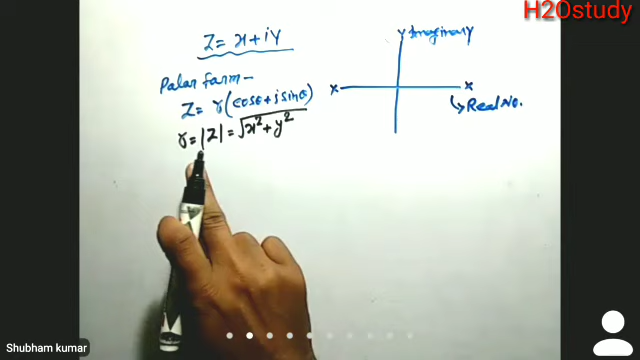 H2Ostudy
Z = x + iy
Y Imaginary
Polar form -
X
X
Z = r(cosθ + i sinθ)
Real No.
r = |Z| = √x² + y²
Shubham kumar